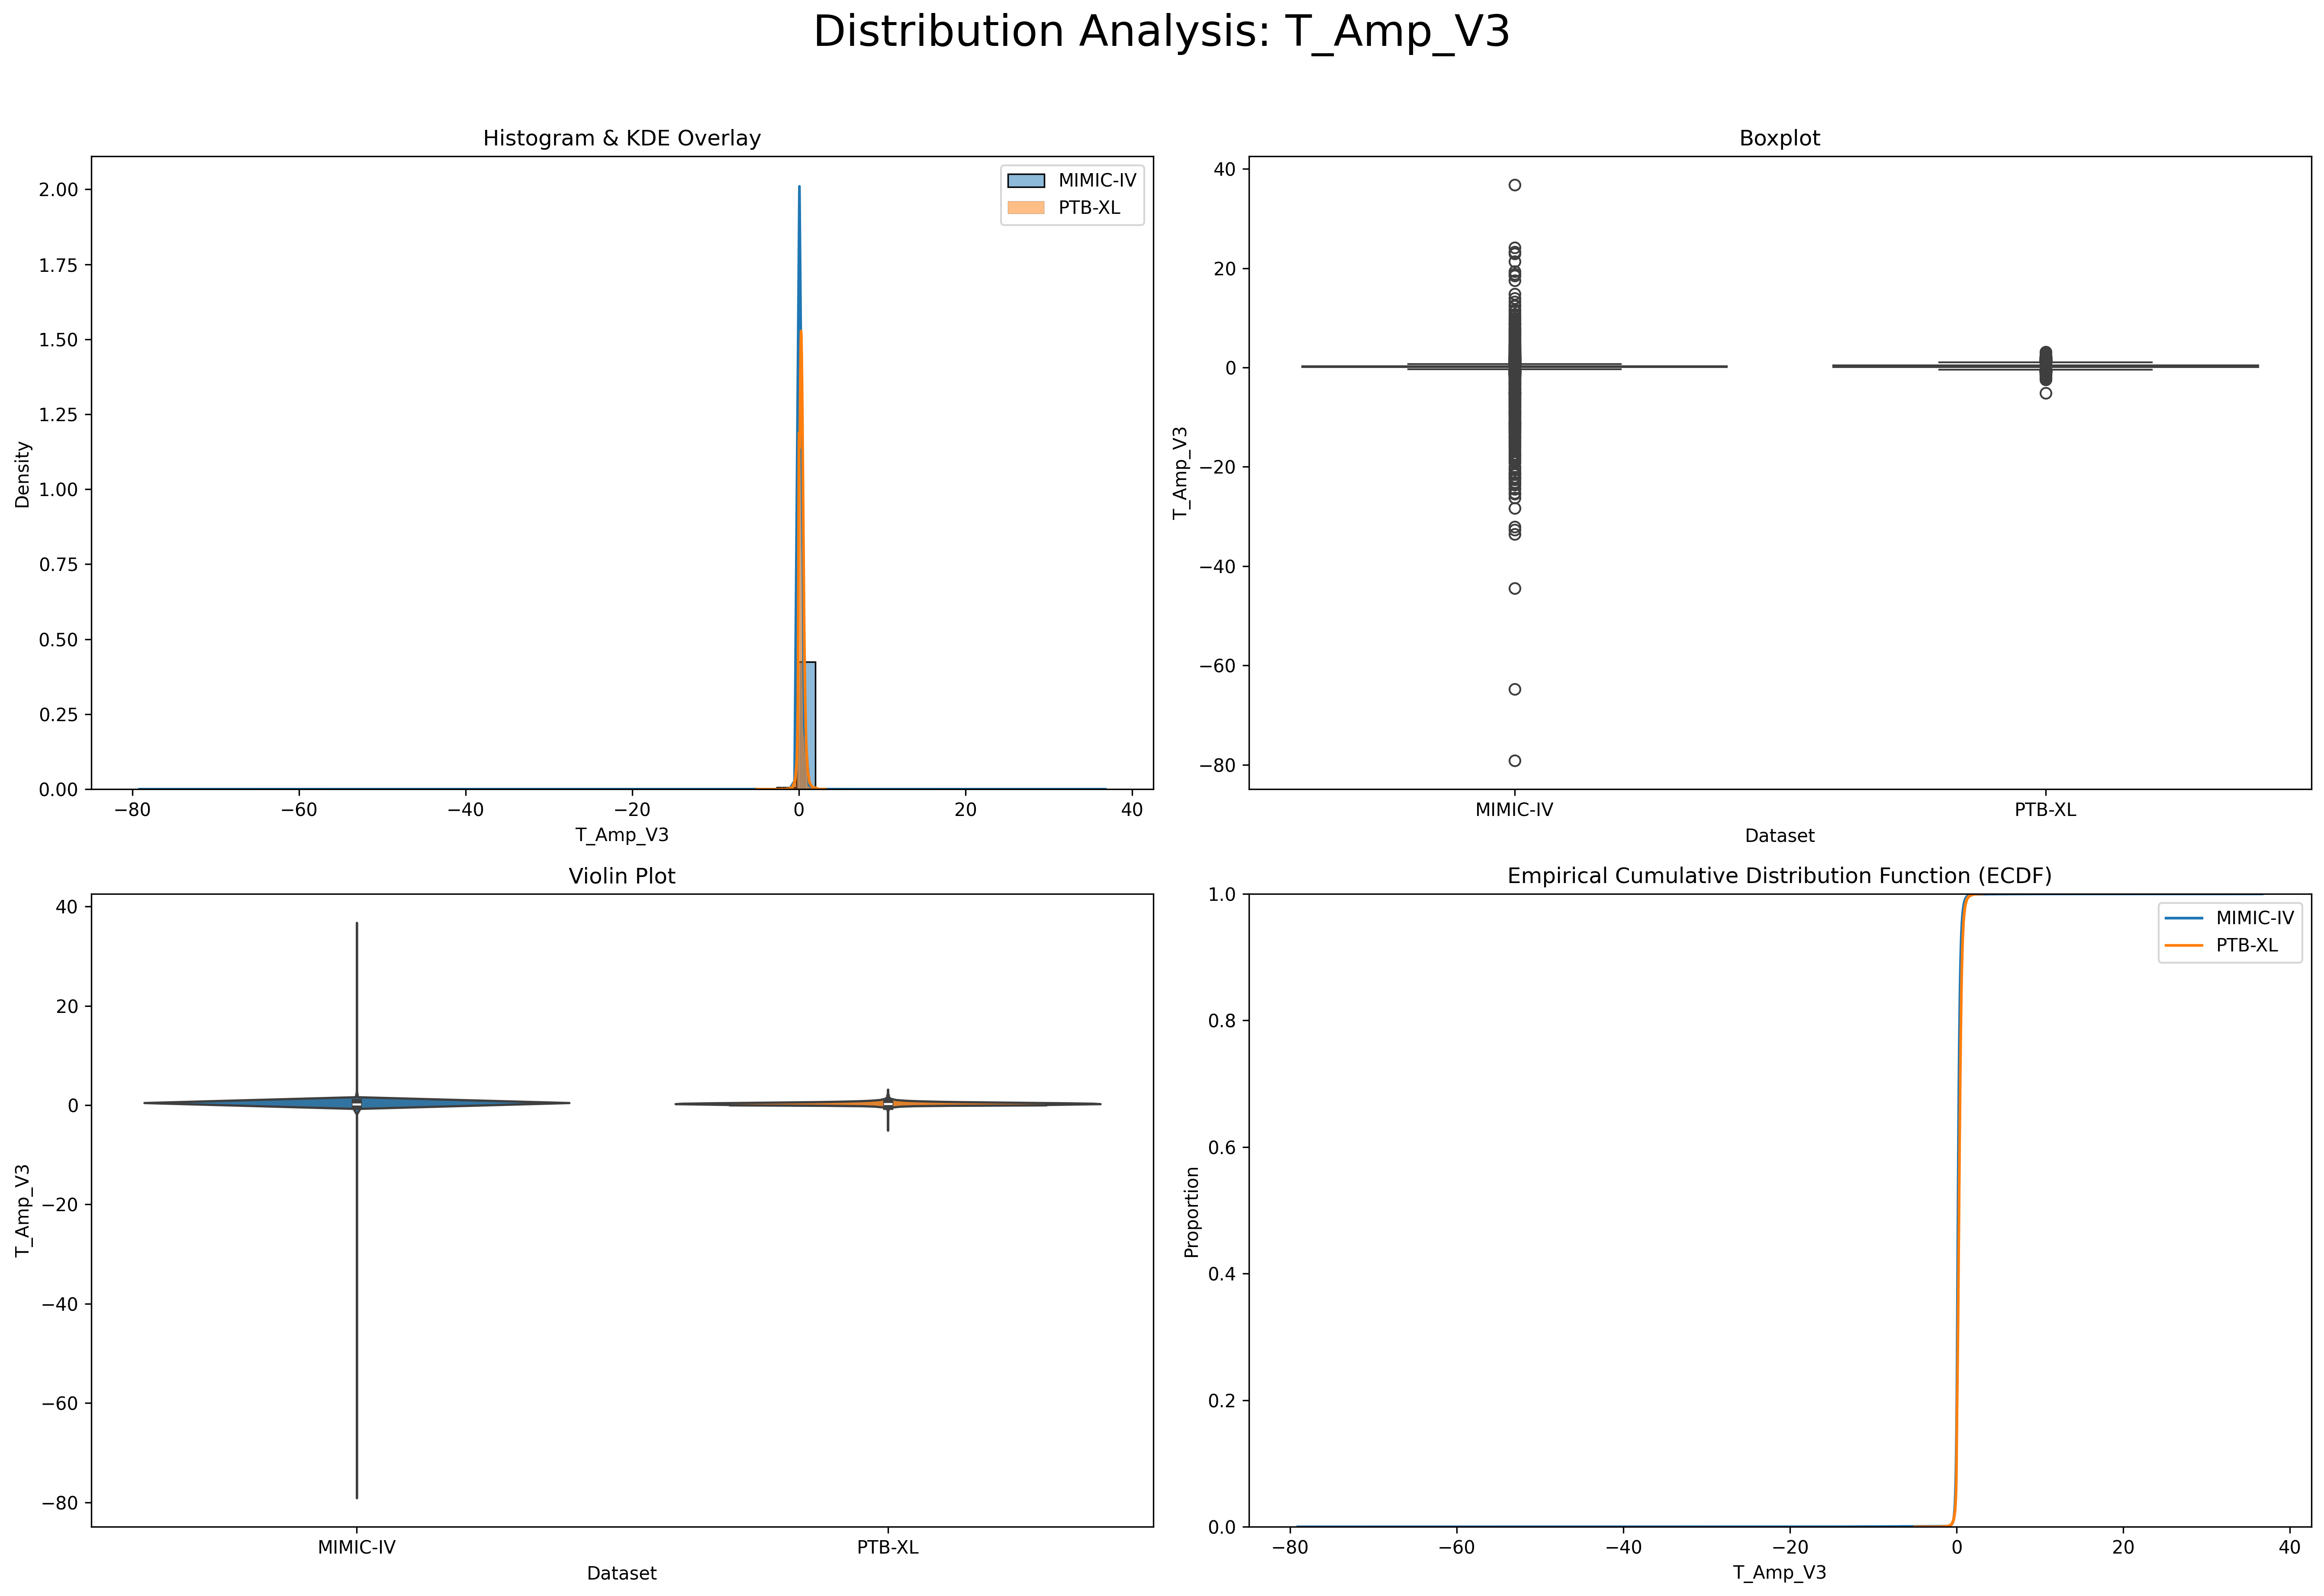 Distribution Analysis: T_Amp_V3
Histogram & KDE Overlay
MIMIC-IV
PTB-XL
2.00
1.75
1.50
1.25
1.00
0.75
0.50
0.25
0.00
Density
−80
−60
−40
−20
0
20
40
T_Amp_V3
Boxplot
40
20
0
−20
−40
−60
−80
T_Amp_V3
MIMIC-IV
PTB-XL
Dataset
Violin Plot
40
20
0
−20
−40
−60
−80
T_Amp_V3
MIMIC-IV
PTB-XL
Dataset
Empirical Cumulative Distribution Function (ECDF)
MIMIC-IV
PTB-XL
1.0
0.8
0.6
0.4
0.2
0.0
Proportion
−80
−60
−40
−20
0
20
40
T_Amp_V3